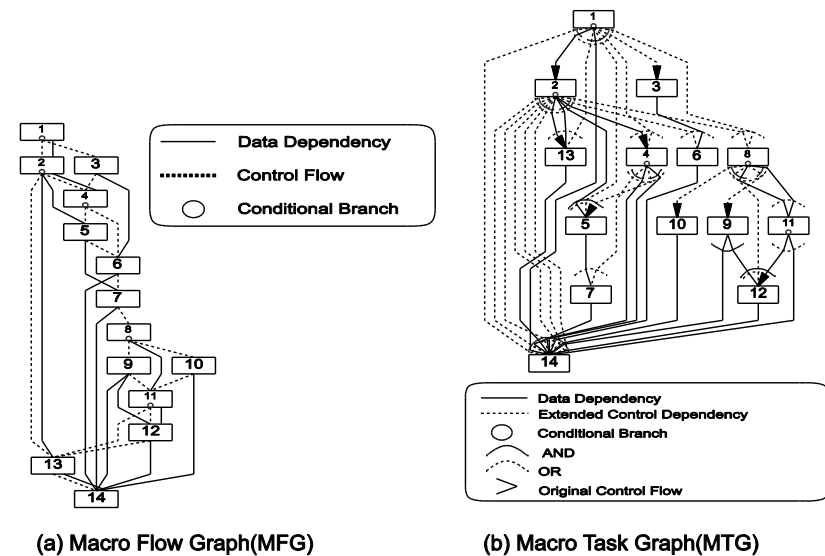 1
2
3
4
5
6
7
8
9
10
11
12
13
14
Data Dependency
Control Flow
Conditional Branch
(a) Macro Flow Graph(MFG)
1
2
3
13
4
6
8
5
10
9
11
7
12
14
Data Dependency
Extended Control Dependency
Conditional Branch
AND
OR
Original Control Flow
(b) Macro Task Graph(MTG)